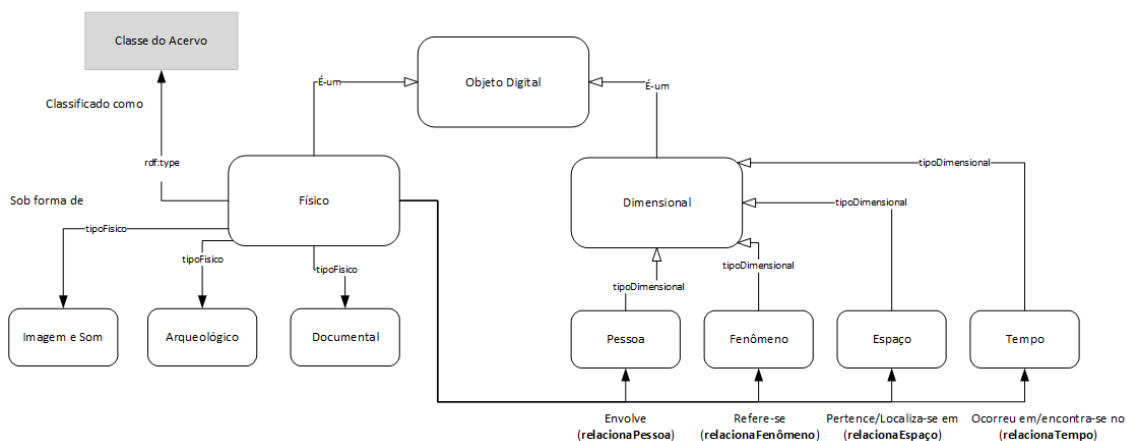 Classe do Acervo
Objeto Digital
É-um
É-um
Classificado como
rdf:type
tipoDimensional
Sob forma de
Físico
Dimensional
tipoDimensional
tipoFisico
tipoFisico
tipoFisico
tipoDimensional
tipoDimensional
Imagem e Som
Arqueológico
Documental
Pessoa
Fenômeno
Espaço
Tempo
Envolve
(relacionaPessoa)
Refere-se
(relacionaFenômeno)
Pertence/Localiza-se em
(relacionaEspaço)
Ocorreu em/encontra-se no
(relacionaTempo)